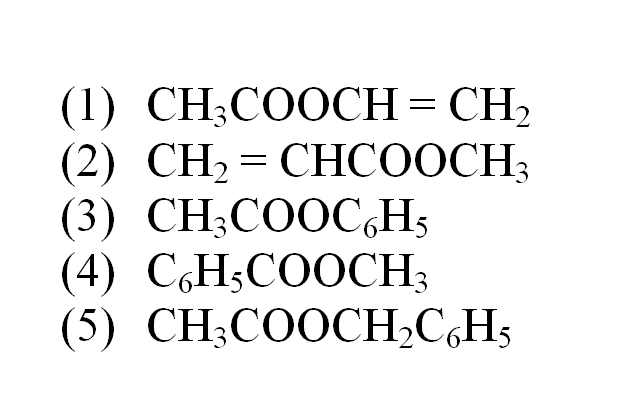 (1) CH₃COOCH = CH₂
(2) CH₂ = CHCOOCH₃
(3) CH₃COOC₆H₅
(4) C₆H₅COOCH₃
(5) CH₃COOCH₂C₆H₅